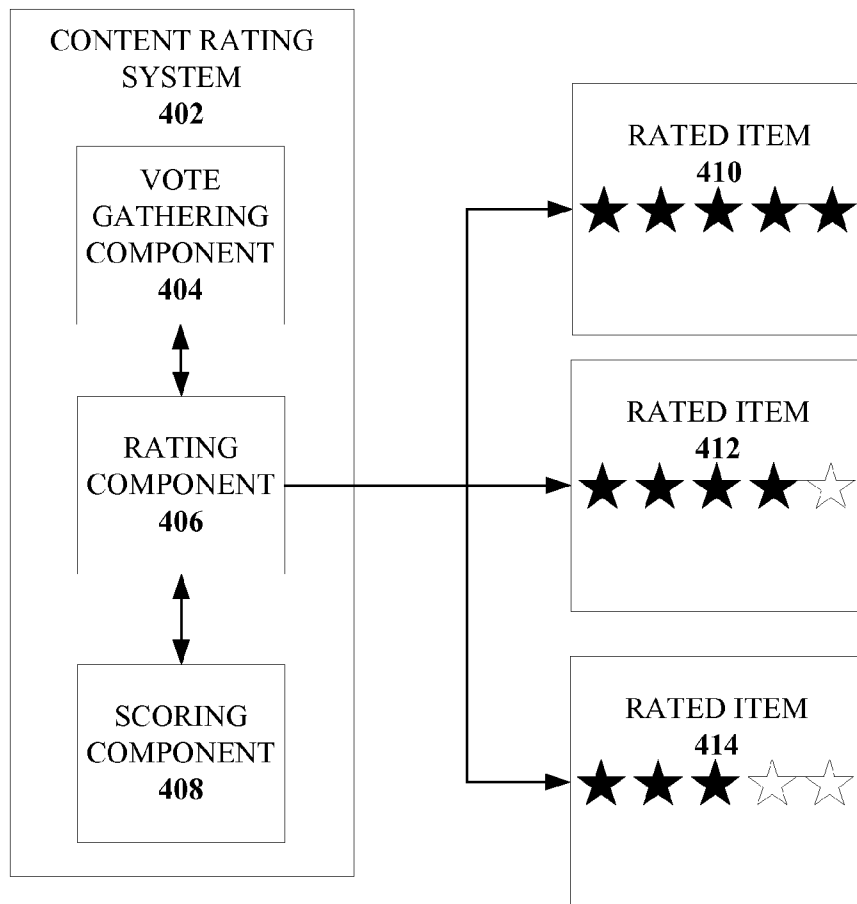 CONTENT RATING
SYSTEM
402
VOTE
GATHERING
COMPONENT
404
RATING
COMPONENT
406
SCORING
COMPONENT
408
RATED ITEM
410
RATED ITEM
412
RATED ITEM
414